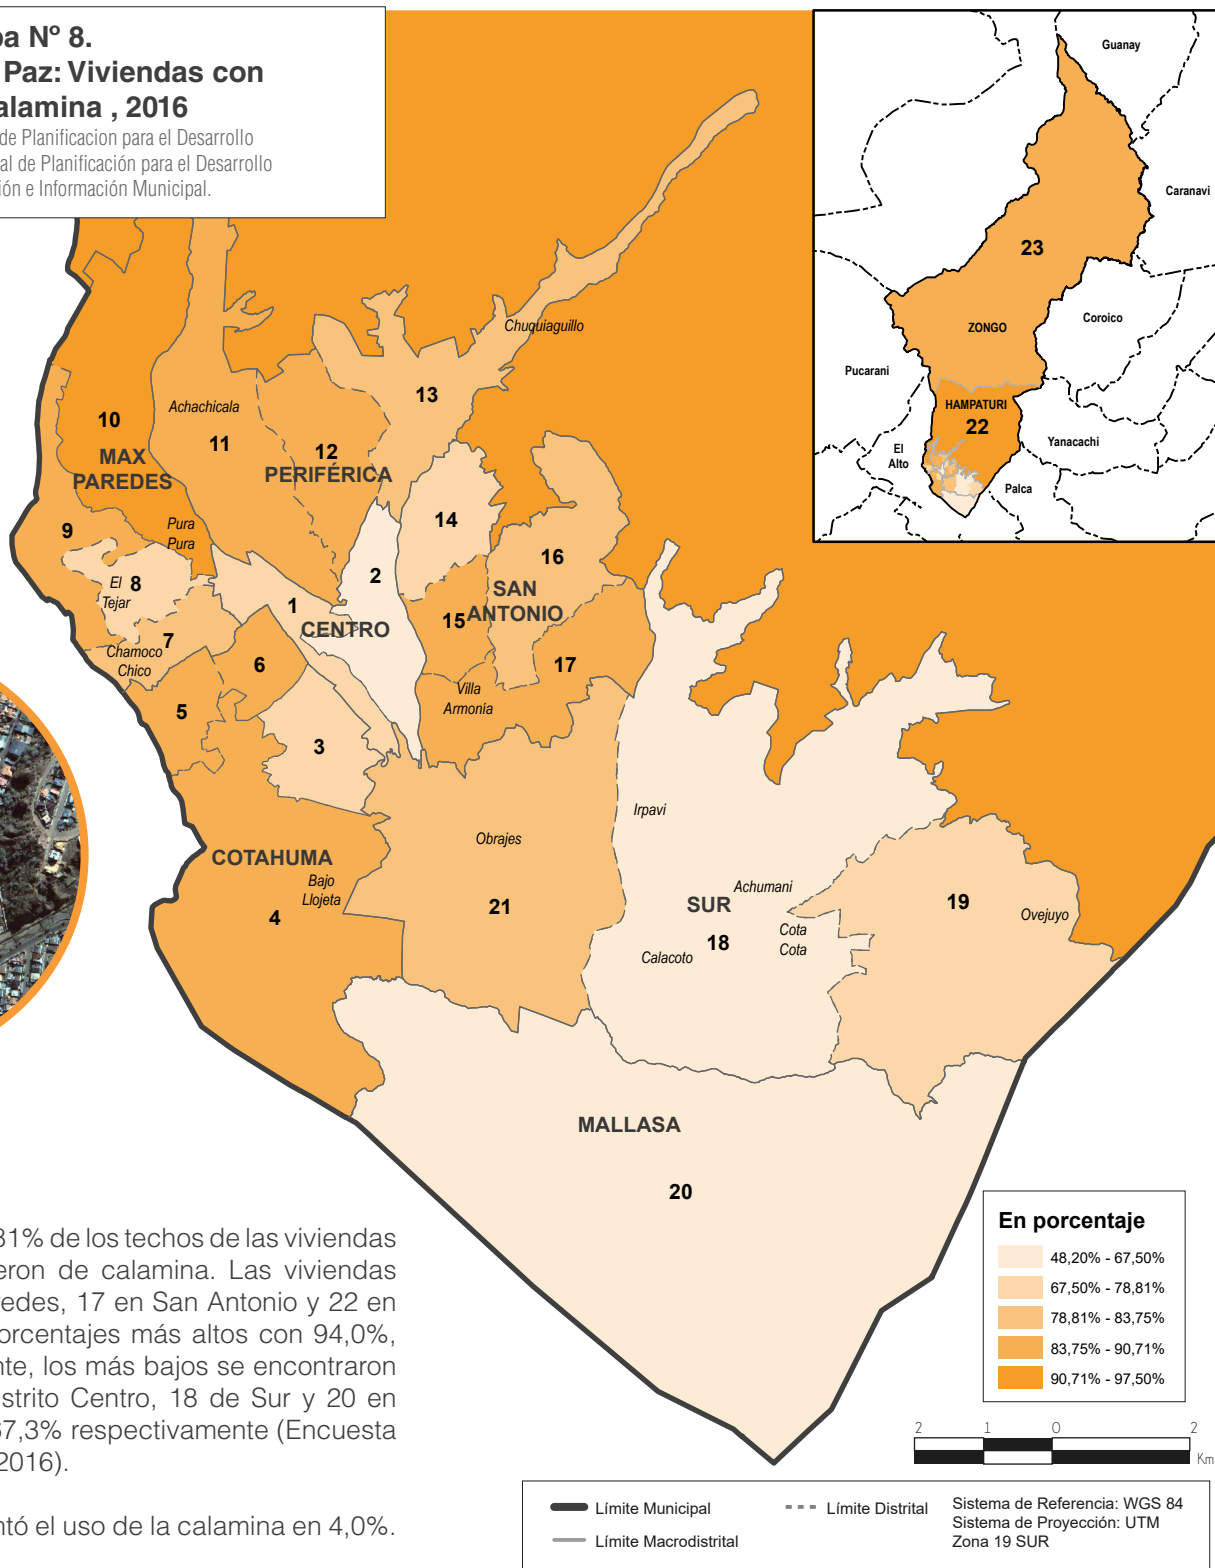 pa Nº 8.
Paz: Viviendas con
alamina , 2016
de Planificacion para el Desarrollo
al de Planificación para el Desarrollo
ión e Información Municipal.
Guanay
Caranavi
23
ZONGO
Coroico
Pucarani
HAMPATURI
22
El
Alto
Yanacachi
Palca
Chuquiaguillo
13
10
Achachicala
11
12
MAX
PAREDES
PERIFÉRICA
14
9
Pura
Pura
16
2
El
Tejar
8
SAN
ANTONIO
1
15
CENTRO
7
Chamoco
Chico
6
17
Villa
Armonía
5
3
Irpavi
Obrajes
COTAHUMA
Bajo
Llojeta
4
21
Achumani
SUR
18
Calacoto
Cota
Cota
19
Ovejuyo
MALLASA
20
31% de los techos de las viviendas
eron de calamina. Las viviendas
redes, 17 en San Antonio y 22 en
orcentajes más altos con 94,0%,
nte, los más bajos se encontraron
strito Centro, 18 de Sur y 20 en
67,3% respectivamente (Encuesta
2016).
ntó el uso de la calamina en 4,0%.
En porcentaje
48,20% - 67,50%
67,50% - 78,81%
78,81% - 83,75%
83,75% - 90,71%
90,71% - 97,50%
2 1 0 2
Km
Límite Municipal
Límite Distrital
Límite Macrodistrital
Sistema de Referencia: WGS 84
Sistema de Proyección: UTM
Zona 19 SUR